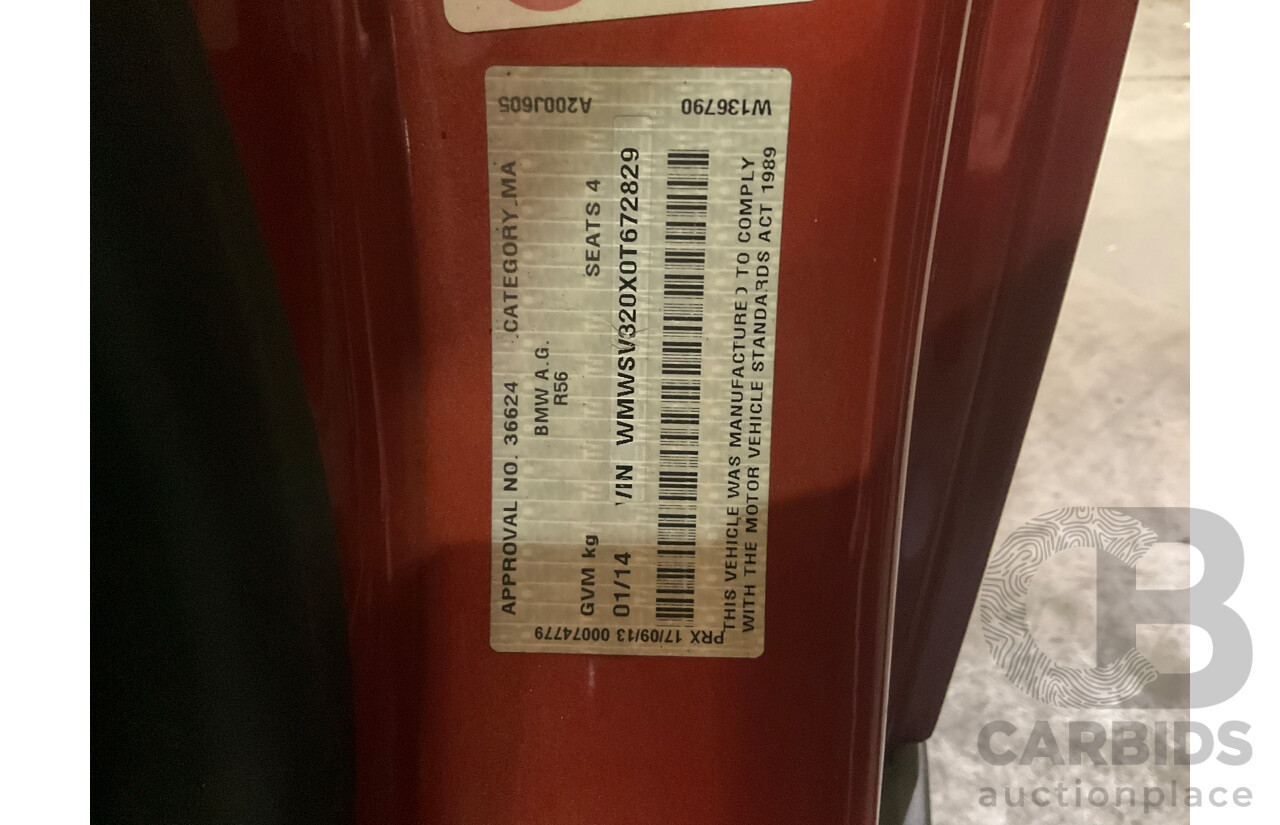 APPROVAL NO. 36624 CATEGORY MA
BMW A.G.
R56
GVM kg SEATS 4
01/14 VIN WMWSV320X0T672829
THIS VEHICLE WAS MANUFACTURED TO COMPLY
WITH THE MOTOR VEHICLE STANDARDS ACT 1989
A200J605
W136790
PRX 17/09/13 00074779
CB
CARBIDS
auctionplace